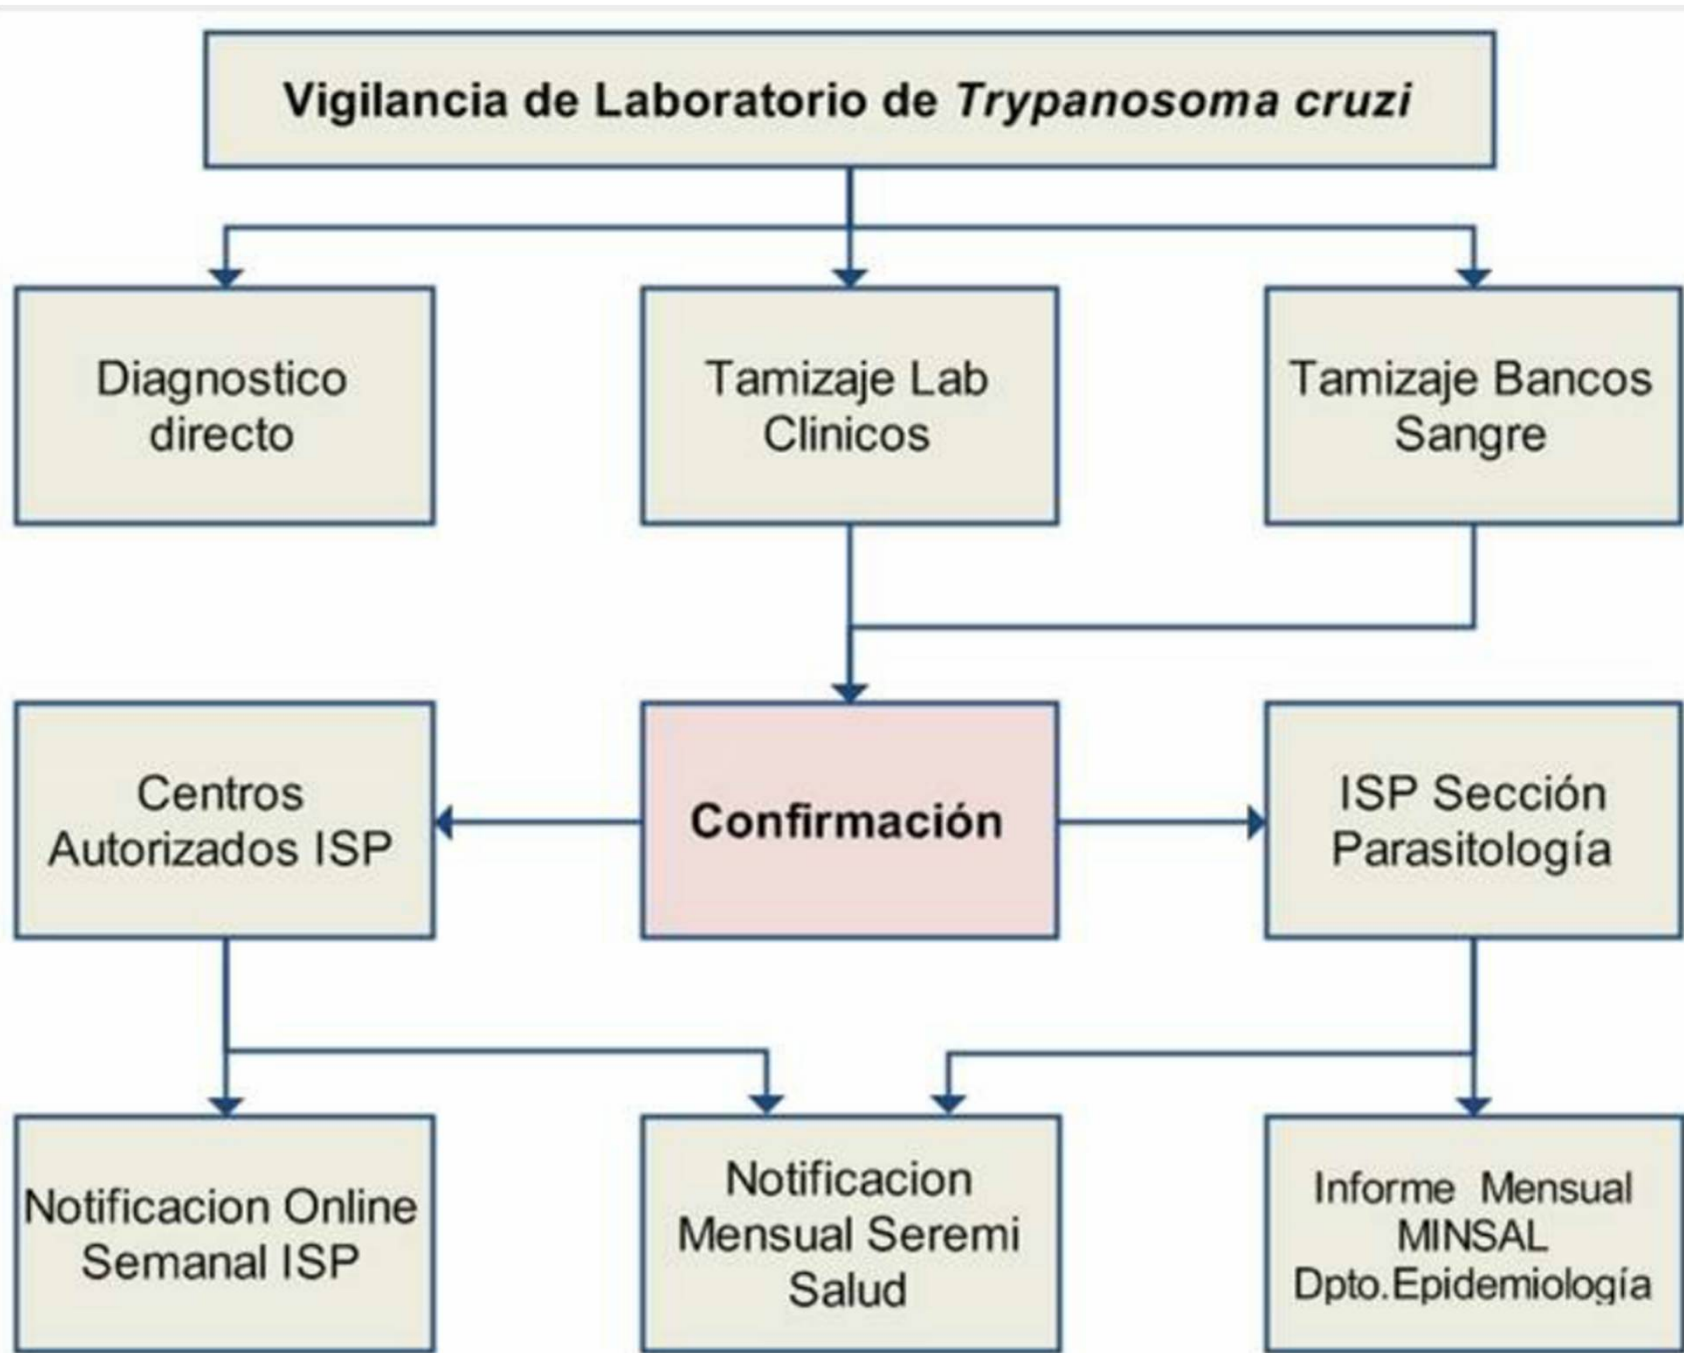 Vigilancia de Laboratorio de Trypanosoma cruzi
Diagnostico
directo
Tamizaje Lab
Clinicos
Tamizaje Bancos
Sangre
Centros
Autorizados ISP
Confirmación
ISP Sección
Parasitología
Notificacion Online
Semanal ISP
Notificacion
Mensual Seremi
Salud
Informe Mensual
MINSAL
Dpto.Epidemiología